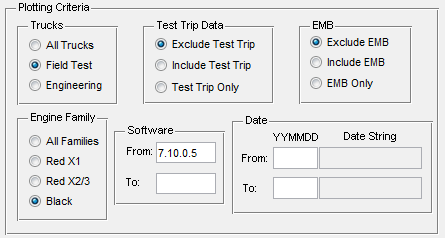 Plotting Criteria
Trucks
All Trucks
Field Test
Engineering
Test Trip Data
Exclude Test Trip
Include Test Trip
Test Trip Only
EMB
Exclude EMB
Include EMB
EMB Only
Engine Family
All Families
Red X1
Red X2/3
Black
Software
From: 7.10.0.5
To:
Date
YYMMDD Date String
From:
To: